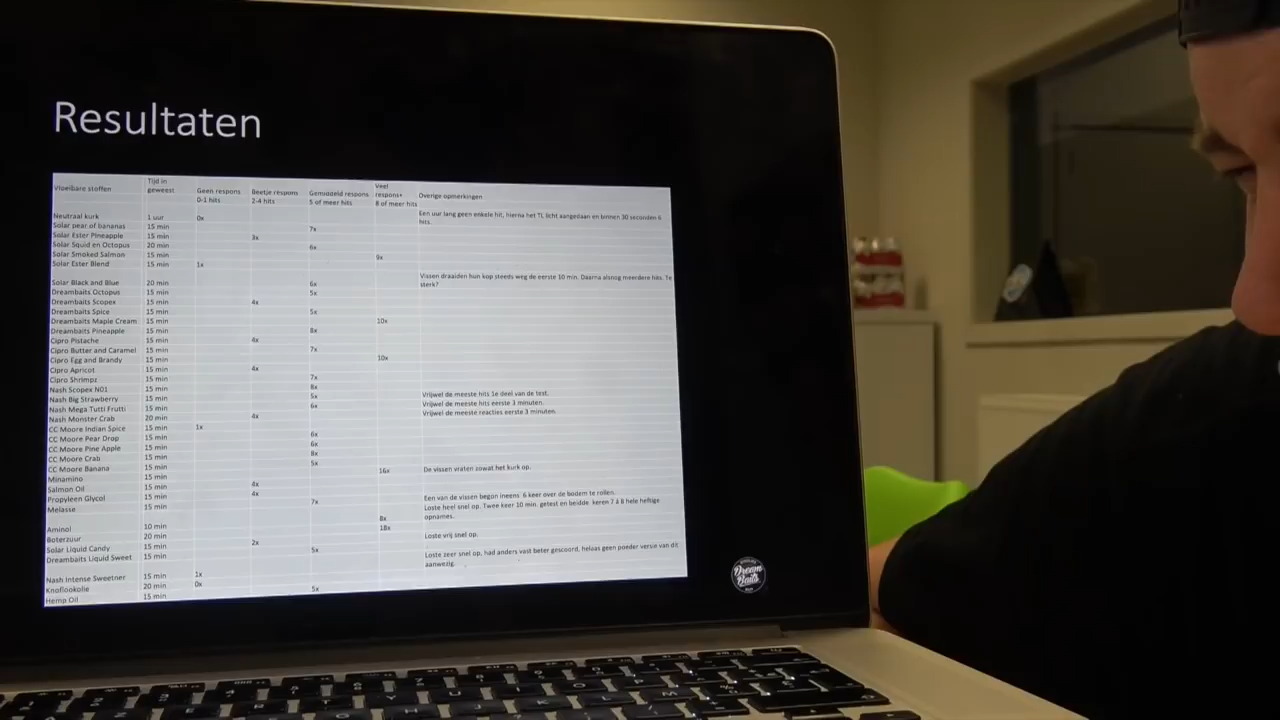 Resultaten
Vloeibare stoffen Tijd in geweest Geen respons 0-1 hits Beetje respons 2-4 hits Gemiddeld respons 5 of meer hits Veel respons 8 of meer hits Overige opmerkingen
Neutraal kurk 1 uur 0x Een uur lang geen enkele hit, hierna het TL licht aangedaan en binnen 30 seconden 6 hits.
Solar pear of bananas 15 min 7x
Solar Ester Pineapple 15 min 3x
Solar Squid en Octopus 20 min 6x
Solar Smoked Salmon 15 min 9x
Solar Ester Blend 15 min 1x
Solar Black and Blue 20 min 6x Vissen draaiden hun kop steeds weg de eerste 10 min. Daarna alsnog meerdere hits. Te sterk?
Dreambaits Octopus 15 min 5x
Dreambaits Scopex 15 min 4x
Dreambaits Spice 15 min 5x
Dreambaits Maple Cream 15 min 10x
Dreambaits Pineapple 15 min 8x
Cipro Pistache 15 min 4x
Cipro Butter and Caramel 15 min 7x
Cipro Egg and Brandy 15 min 10x
Cipro Apricot 15 min 4x
Cipro Shrimpz 15 min 7x
Nash Scopex NO1 15 min 8x
Nash Big Strawberry 15 min 5x Vrijwel de meeste hits 1e deel van de test.
Nash Mega Tutti Frutti 15 min 6x Vrijwel de meeste hits eerste 3 minuten.
Nash Monster Crab 20 min 4x Vrijwel de meeste reacties eerste 3 minuten.
CC Moore Indian Spice 15 min 1x
CC Moore Pear Drop 15 min 6x
CC Moore Pine Apple 15 min 6x
CC Moore Crab 15 min 8x
CC Moore Banana 15 min 5x
Minamino 15 min 16x De vissen vraten zowat het kurk op.
Salmon Oil 15 min 4x
Propyleen Glycol 15 min 4x Een van de vissen begon ineens 6 keer over de bodem te rollen.
Melasse 15 min 7x Loste heel snel op. Twee keer 10 min. getest en beidde keren 7 à 8 hele heftige opnames.
Aminol 10 min 8x
Boterzuur 20 min 18x
Solar Liquid Candy 15 min 2x Loste vrij snel op.
Dreambaits Liquid Sweet 15 min 5x Loste zeer snel op, had anders vast beter gescoord, helaas geen poeder versie van dit aanwezig.
Nash Intense Sweetner 15 min 1x
Knoflookolie 20 min 0x
Hemp Oil 15 min 5x
Dream
Baits